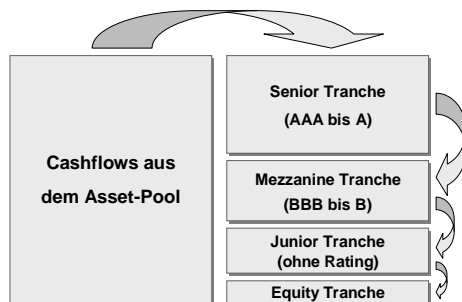 Cashflows aus
dem Asset-Pool
Senior Tranche
(AAA bis A)
Mezzanine Tranche
(BBB bis B)
Junior Tranche
(ohne Rating)
Equity Tranche